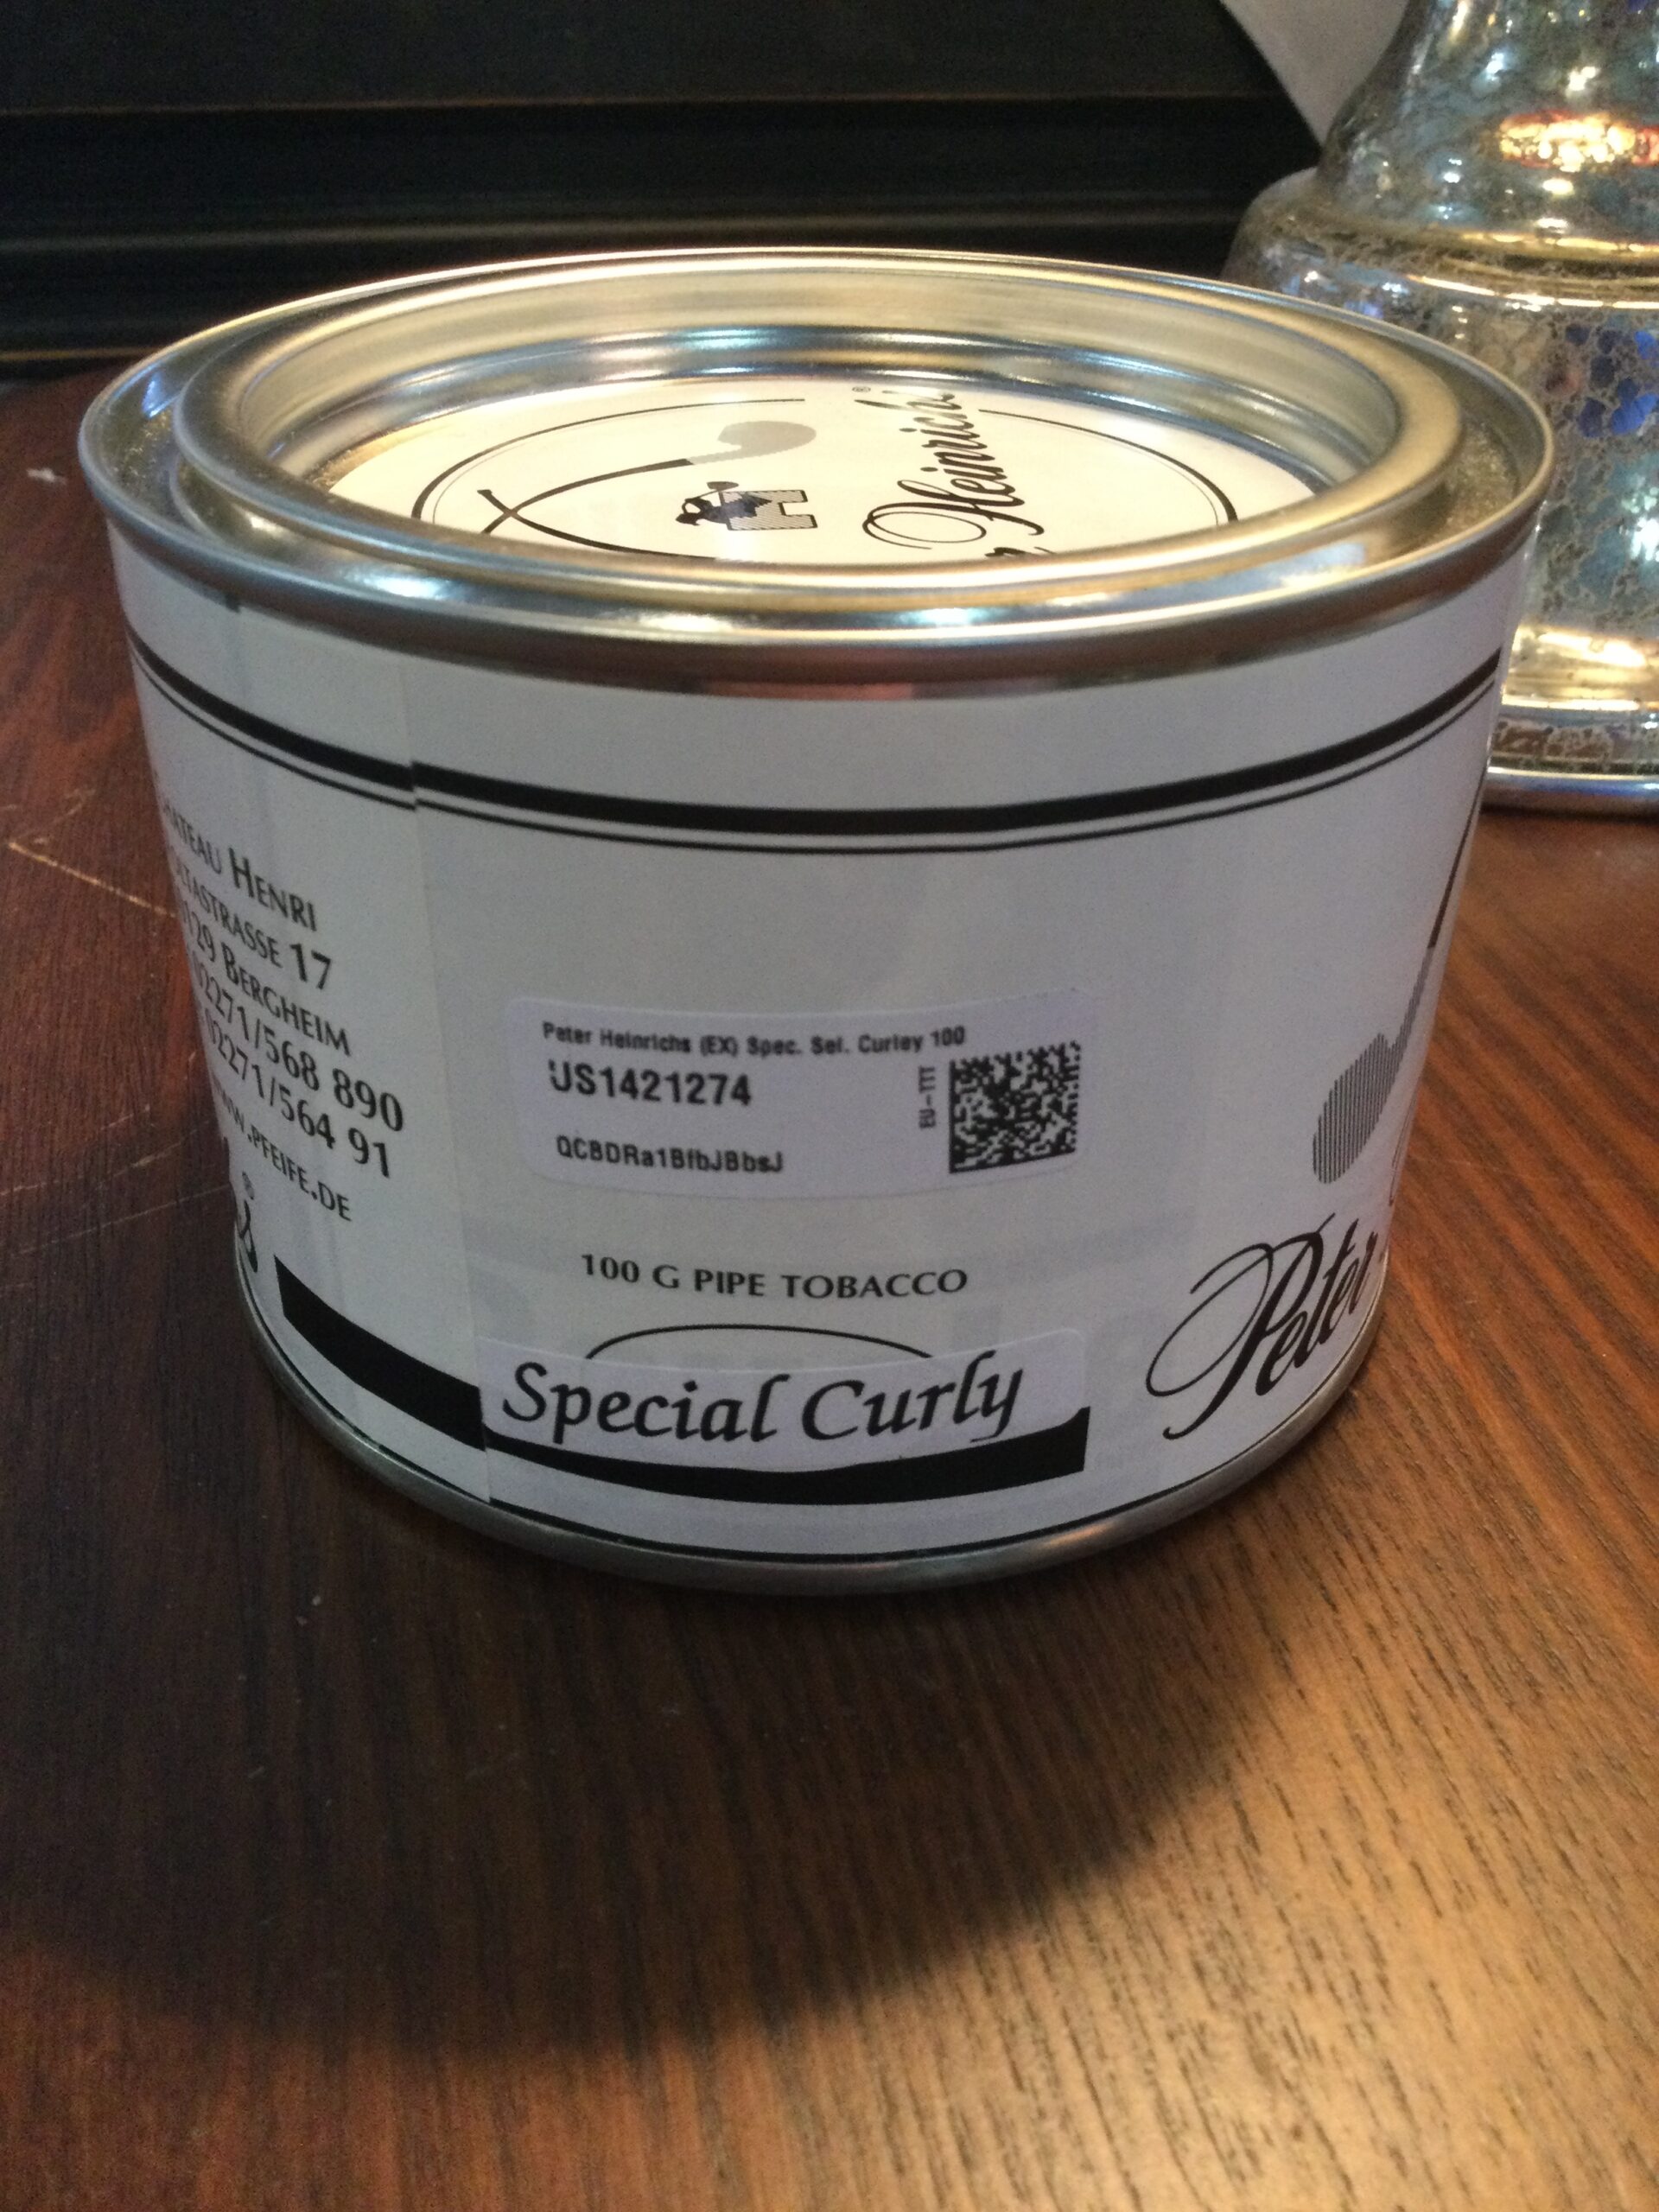 Heinrichs®
H
HENRI
17
BERGHEIM
02271/568 890
02271/564 91
WWW.PFEIFE.DE
®
Peter Heinrichs (EX) Spec. Sel. Curley 100
US1421274
EU-TTT
QCBDRa1BfbJBbsJ
100 G PIPE TOBACCO
Special Curly
Peter